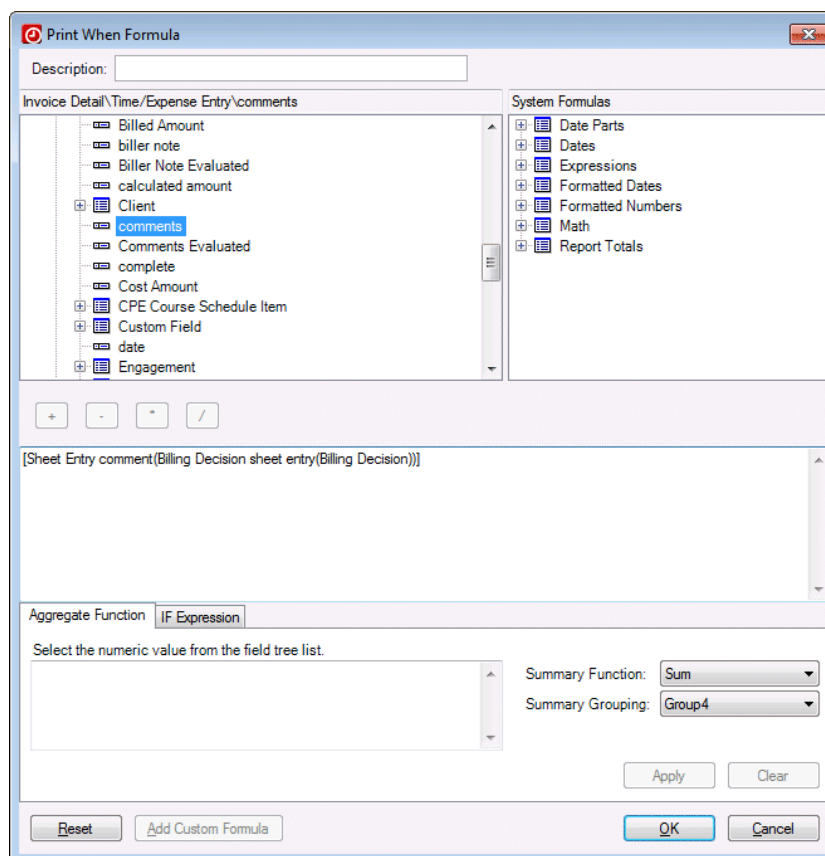 Print When Formula
Description:
Invoice Detail\Time/Expense Entry\comments
System Formulas
Billed Amount
biller note
Biller Note Evaluated
calculated amount
Client
comments
Comments Evaluated
complete
Cost Amount
CPE Course Schedule Item
Custom Field
date
Engagement
Date Parts
Dates
Expressions
Formatted Dates
Formatted Numbers
Math
Report Totals
+ - * /
[Sheet Entry comment(Billing Decision sheet entry(Billing Decision))]
Aggregate Function IF Expression
Select the numeric value from the field tree list.
Summary Function: Sum
Summary Grouping: Group4
Apply Clear
Reset Add Custom Formula OK Cancel